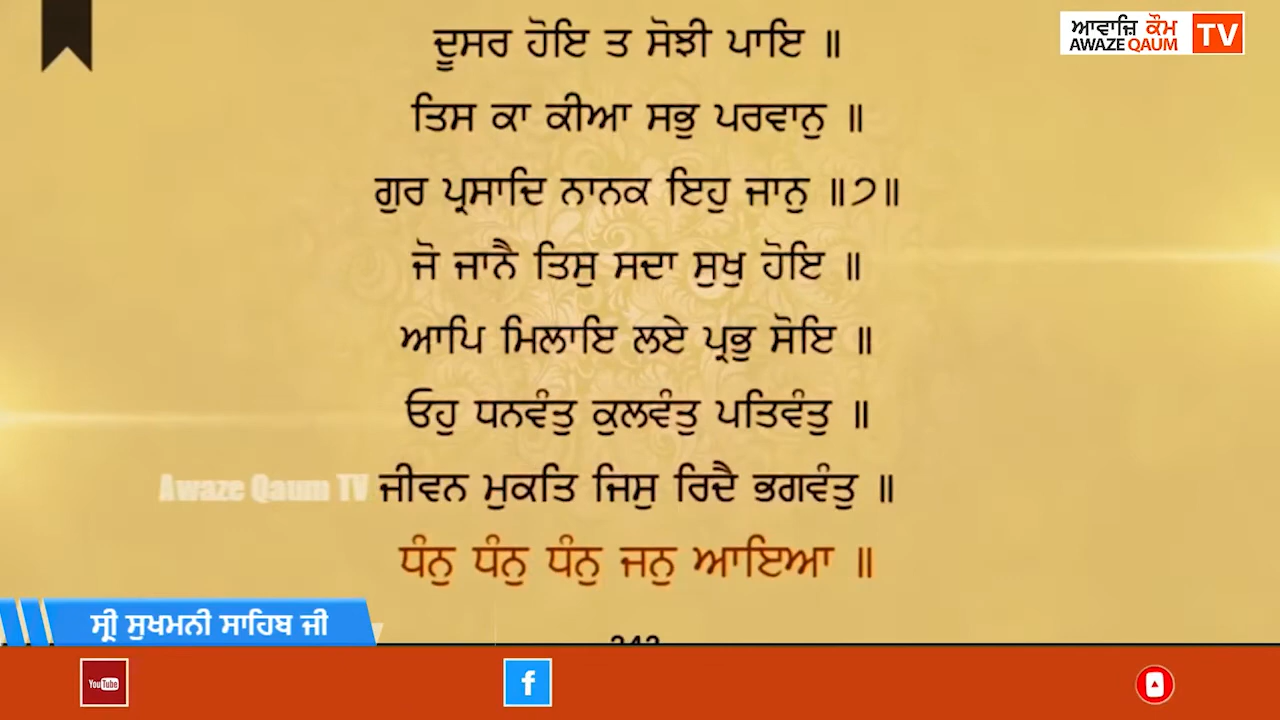 ਆਵਾਜ਼ਿ ਕੌਮ
AWAZE QAUM TV
ਦੂਸਰ ਹੋਇ ਤ ਸੋਝੀ ਪਾਇ ॥
ਤਿਸ ਕਾ ਕੀਆ ਸਭੁ ਪਰਵਾਨੁ ॥
ਗੁਰ ਪ੍ਰਸਾਦਿ ਨਾਨਕ ਇਹੁ ਜਾਨੁ ॥੭॥
ਜੋ ਜਾਨੈ ਤਿਸੁ ਸਦਾ ਸੁਖੁ ਹੋਇ ॥
ਆਪਿ ਮਿਲਾਇ ਲਏ ਪ੍ਰਭੁ ਸੋਇ ॥
ਓਹੁ ਧਨਵੰਤੁ ਕੁਲਵੰਤੁ ਪਤਿਵੰਤੁ ॥
Awaze Qaum TV
ਜੀਵਨ ਮੁਕਤਿ ਜਿਸੁ ਰਿਦੈ ਭਗਵੰਤੁ ॥
ਧੰਨੁ ਧੰਨੁ ਧੰਨੁ ਜਨੁ ਆਇਆ ॥
ਸ੍ਰੀ ਸੁਖਮਨੀ ਸਾਹਿਬ ਜੀ
YouTube
f